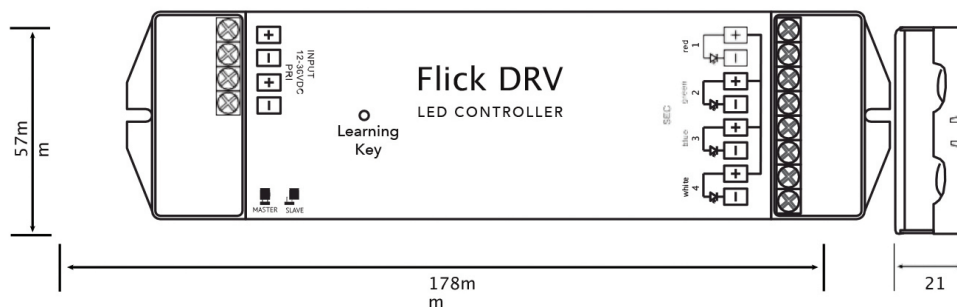 Flick DRV
LED CONTROLLER
Learning
Key
INPUT
12-36VDC
PRI
+
−
+
−
MASTER
SLAVE
SEC
red
1
+
−
green
2
+
−
blue
3
+
−
white
4
+
−
57m
m
178m
m
21